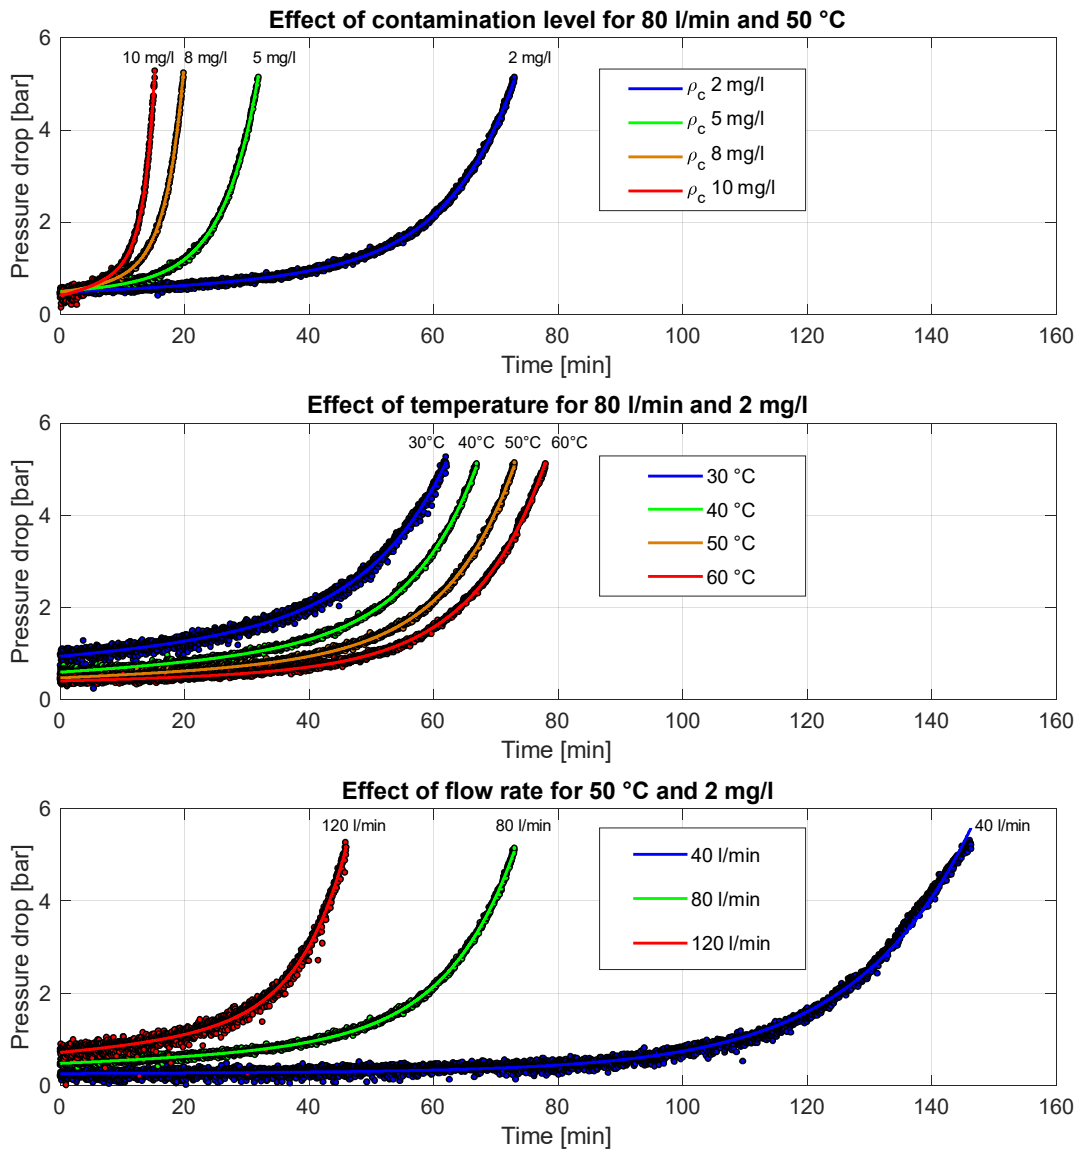 Effect of contamination level for 80 l/min and 50 °C
6
10 mg/l 8 mg/l 5 mg/l 2 mg/l
ρc 2 mg/l
ρc 5 mg/l
ρc 8 mg/l
ρc 10 mg/l
4
2
0
Pressure drop [bar]
0 20 40 60 80 100 120 140 160
Time [min]
Effect of temperature for 80 l/min and 2 mg/l
6
30°C 40°C 50°C 60°C
30 °C
40 °C
50 °C
60 °C
4
2
0
Pressure drop [bar]
0 20 40 60 80 100 120 140 160
Time [min]
Effect of flow rate for 50 °C and 2 mg/l
6
120 l/min 80 l/min 40 l/min
40 l/min
80 l/min
120 l/min
4
2
0
Pressure drop [bar]
0 20 40 60 80 100 120 140 160
Time [min]